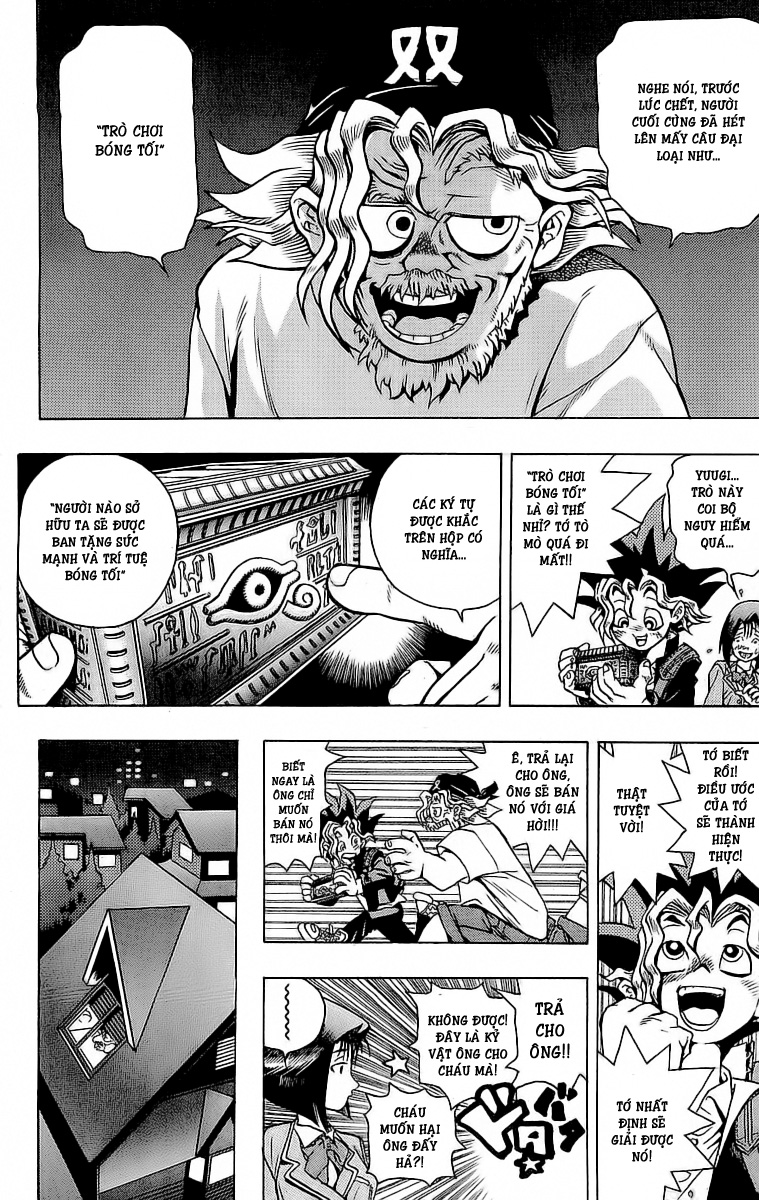 双双
NGHE NÓI, TRƯỚC
LÚC CHẾT, NGƯỜI
CUỐI CÙNG ĐÃ HÉT
LÊN MẤY CÂU ĐẠI
LOẠI NHƯ...
"TRÒ CHƠI
BÓNG TỐI"
YUUGI...
TRÒ NÀY
COI BỘ
NGUY HIỂM
QUÁ...
"TRÒ CHƠI
BÓNG TỐI"
LÀ GÌ THẾ
NHỈ? TỚ TÒ
MÒ QUÁ ĐI
MẤT!!
CÁC KÝ TỰ
ĐƯỢC KHẮC
TRÊN HỘP CÓ
NGHĨA...
"NGƯỜI NÀO SỞ
HỮU TA SẼ ĐƯỢC
BAN TẶNG SỨC
MẠNH VÀ TRÍ TUỆ
BÓNG TỐI"
TỚ BIẾT
RỒI!
ĐIỀU ƯỚC
CỦA TỚ
SẼ THÀNH
HIỆN
THỰC!
THẬT
TUYỆT
VỜI!
TỚ NHẤT
ĐỊNH SẼ
GIẢI ĐƯỢC
NÓ!
Ê, TRẢ LẠI
CHO ÔNG,
ÔNG SẼ BÁN
NÓ VỚI GIÁ
HỜI!!!
BIẾT
NGAY LÀ
ÔNG CHỈ
MUỐN
BÁN NÓ
THÔI MÀ!
TRẢ
CHO
ÔNG!!
KHÔNG ĐƯỢC!
ĐÂY LÀ KỶ
VẬT ÔNG CHO
CHÁU MÀ!
CHÁU
MUỐN HẠI
ÔNG ĐẤY
HẢ?!